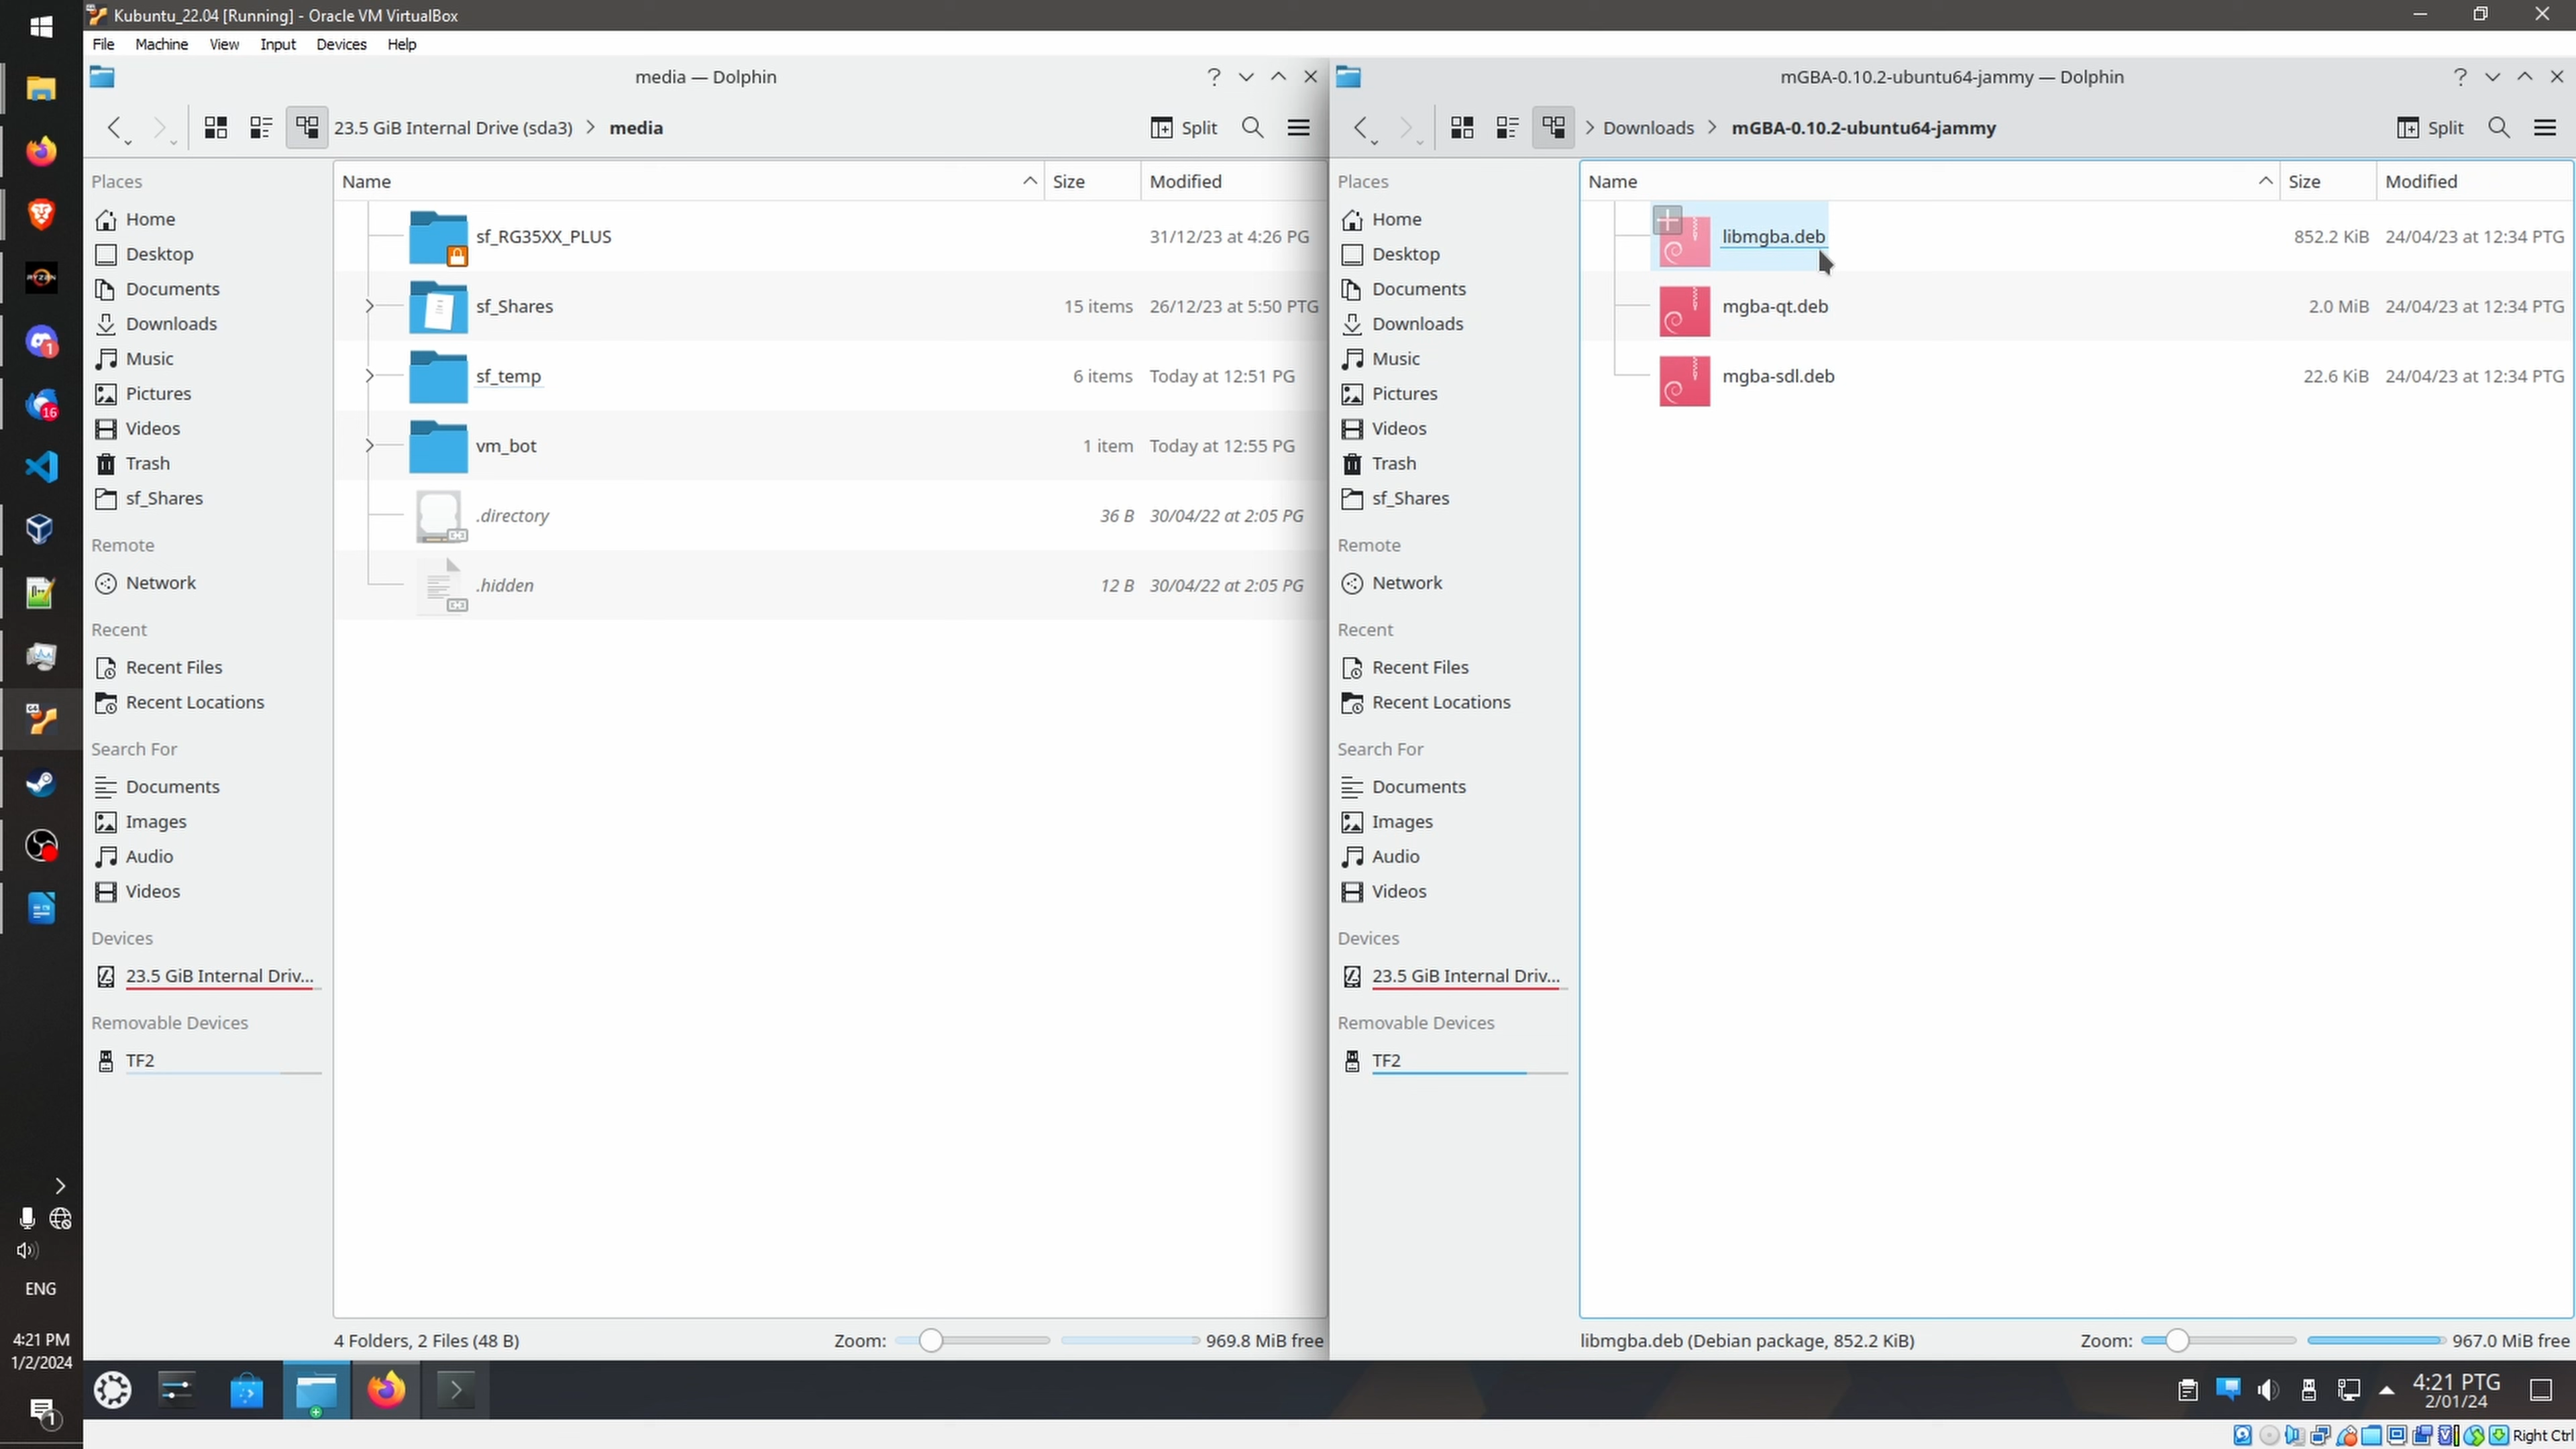 Kubuntu_22.04 [Running] - Oracle VM VirtualBox
File Machine View Input Devices Help
media — Dolphin
23.5 GiB Internal Drive (sda3) media
Split
Places
Home
Desktop
Documents
Downloads
Music
Pictures
Videos
Trash
sf_Shares
Remote
Network
Recent
Recent Files
Recent Locations
Search For
Documents
Images
Audio
Videos
Devices
23.5 GiB Internal Driv...
Removable Devices
TF2
Name Size Modified
sf_RG35XX_PLUS 31/12/23 at 4:26 PG
sf_Shares 15 items 26/12/23 at 5:50 PTG
sf_temp 6 items Today at 12:51 PG
vm_bot 1 item Today at 12:55 PG
.directory 36 B 30/04/22 at 2:05 PG
.hidden 12 B 30/04/22 at 2:05 PG
4 Folders, 2 Files (48 B) Zoom: 969.8 MiB free
mGBA-0.10.2-ubuntu64-jammy — Dolphin
Downloads mGBA-0.10.2-ubuntu64-jammy
Split
Places
Home
Desktop
Documents
Downloads
Music
Pictures
Videos
Trash
sf_Shares
Remote
Network
Recent
Recent Files
Recent Locations
Search For
Documents
Images
Audio
Videos
Devices
23.5 GiB Internal Driv...
Removable Devices
TF2
Name Size Modified
libmgba.deb 852.2 KiB 24/04/23 at 12:34 PTG
mgba-qt.deb 2.0 MiB 24/04/23 at 12:34 PTG
mgba-sdl.deb 22.6 KiB 24/04/23 at 12:34 PTG
libmgba.deb (Debian package, 852.2 KiB) Zoom: 967.0 MiB free
4:21 PTG
2/01/24
Right Ctrl
RYZEN
1
16
64
ENG
4:21 PM
1/2/2024
1